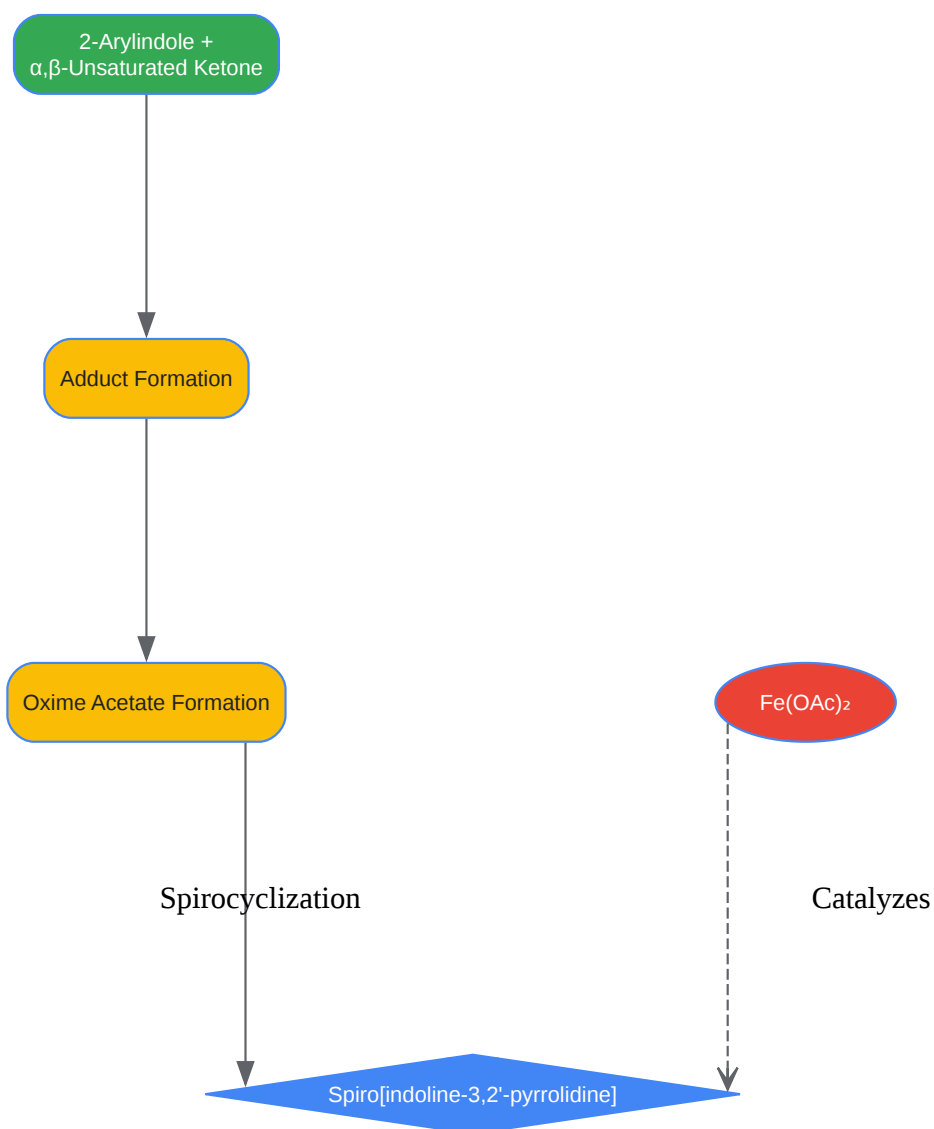 2-Arylindole +
α,β-Unsaturated Ketone
Adduct Formation
Oxime Acetate Formation
Fe(OAc)₂
Spirocyclization
Catalyzes
Spiro[indoline-3,2'-pyrrolidine]